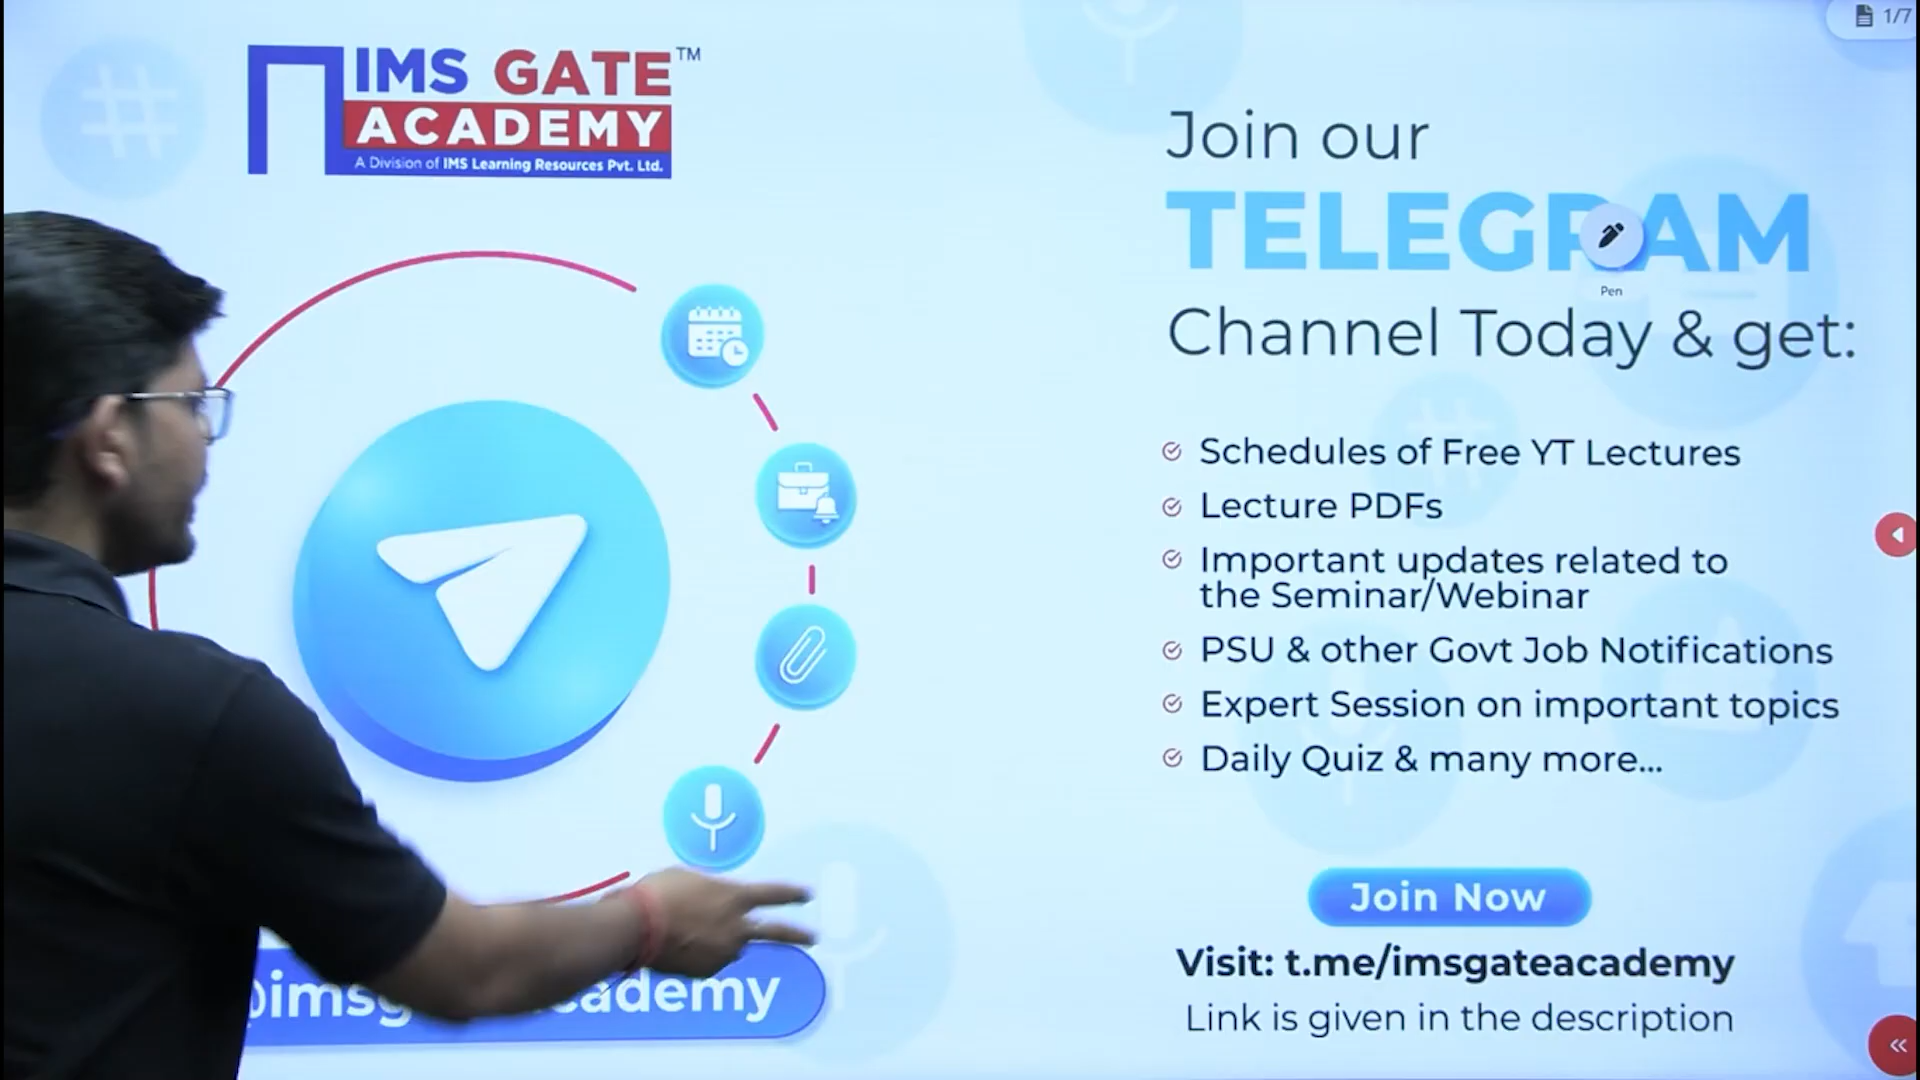 1/7
IMS GATE™
ACADEMY
A Division of IMS Learning Resources Pvt. Ltd.
Join our
TELEGRAM
Pen
Channel Today & get:
Schedules of Free YT Lectures
Lecture PDFs
Important updates related to
the Seminar/Webinar
PSU & other Govt Job Notifications
Expert Session on important topics
Daily Quiz & many more...
Join Now
Visit: t.me/imsgateacademy
Link is given in the description